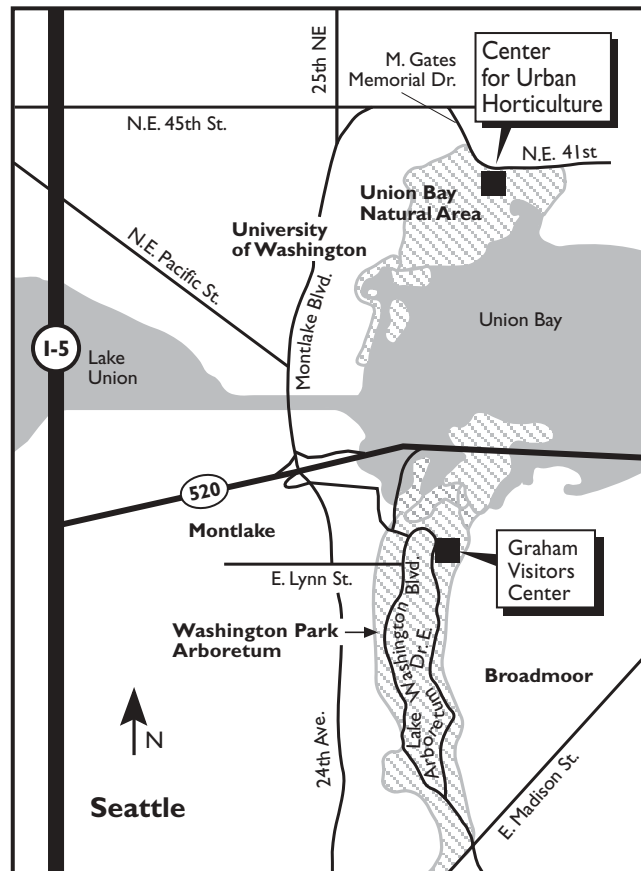 25th NE
M. Gates
Memorial Dr.
Center
for Urban
Horticulture
N.E. 45th St.
N.E. 41st
Union Bay
Natural Area
University
of Washington
N.E. Pacific St.
Montlake Blvd.
Union Bay
I-5
Lake
Union
520
Montlake
Graham
Visitors
Center
E. Lynn St.
Lake Washington Blvd.
Arboretum Dr. E.
Washington Park
Arboretum
Broadmoor
N
24th Ave.
E. Madison St.
Seattle